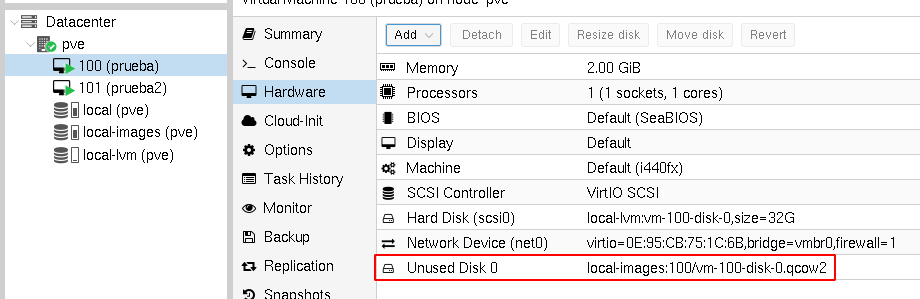 Virtual Machine 100 (prueba) on node 'pve'
Datacenter
pve
100 (prueba)
101 (prueba2)
local (pve)
local-images (pve)
local-lvm (pve)
Summary
>_ Console
Hardware
Cloud-Init
Options
Task History
Monitor
Backup
Replication
Snapshots
Add Detach Edit Resize disk Move disk Revert
Memory 2.00 GiB
Processors 1 (1 sockets, 1 cores)
BIOS Default (SeaBIOS)
Display Default
Machine Default (i440fx)
SCSI Controller VirtIO SCSI
Hard Disk (scsi0) local-lvm:vm-100-disk-0,size=32G
Network Device (net0) virtio=0E:95:CB:75:1C:6B,bridge=vmbr0,firewall=1
Unused Disk 0 local-images:100/vm-100-disk-0.qcow2